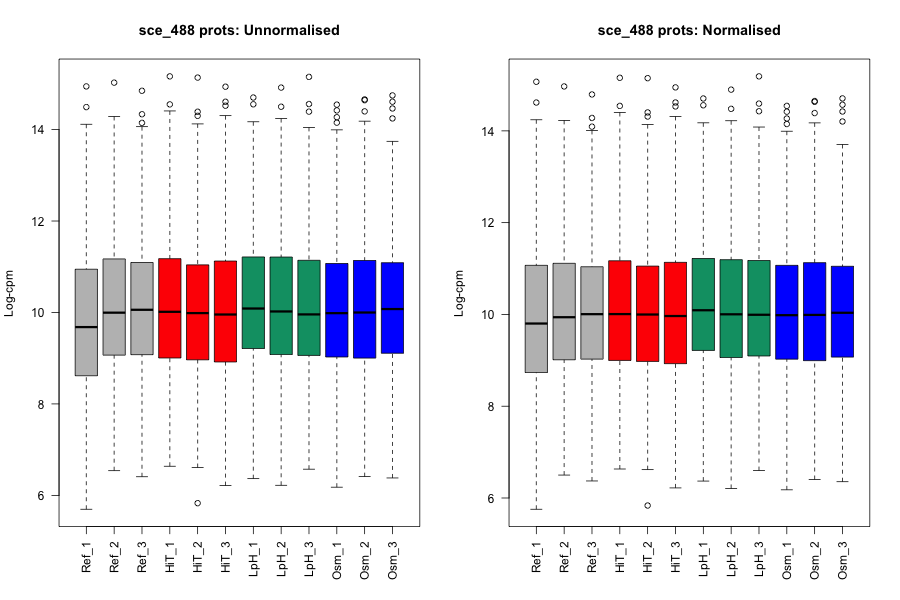 sce_488 prots: Unnormalised
Log-cpm
14
12
10
8
6
Ref_1
Ref_2
Ref_3
HiT_1
HiT_2
HiT_3
LpH_1
LpH_2
LpH_3
Osm_1
Osm_2
Osm_3
sce_488 prots: Normalised
Log-cpm
14
12
10
8
6
Ref_1
Ref_2
Ref_3
HiT_1
HiT_2
HiT_3
LpH_1
LpH_2
LpH_3
Osm_1
Osm_2
Osm_3